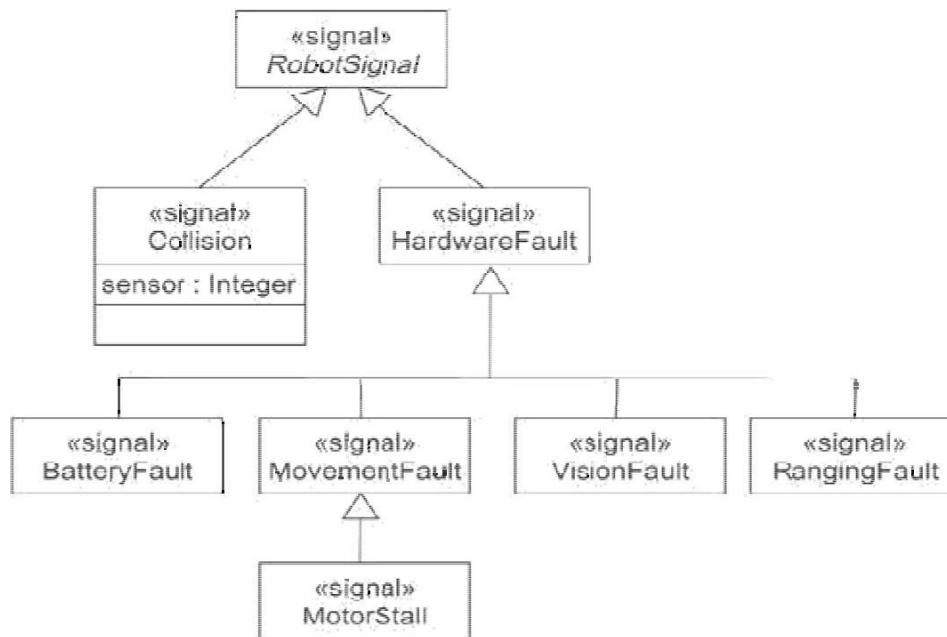 «signal»
RobotSignal
«signal»
Collision
sensor : Integer
«signal»
HardwareFault
«signal»
BatteryFault
«signal»
MovementFault
«signal»
VisionFault
«signal»
RangingFault
«signal»
MotorStall